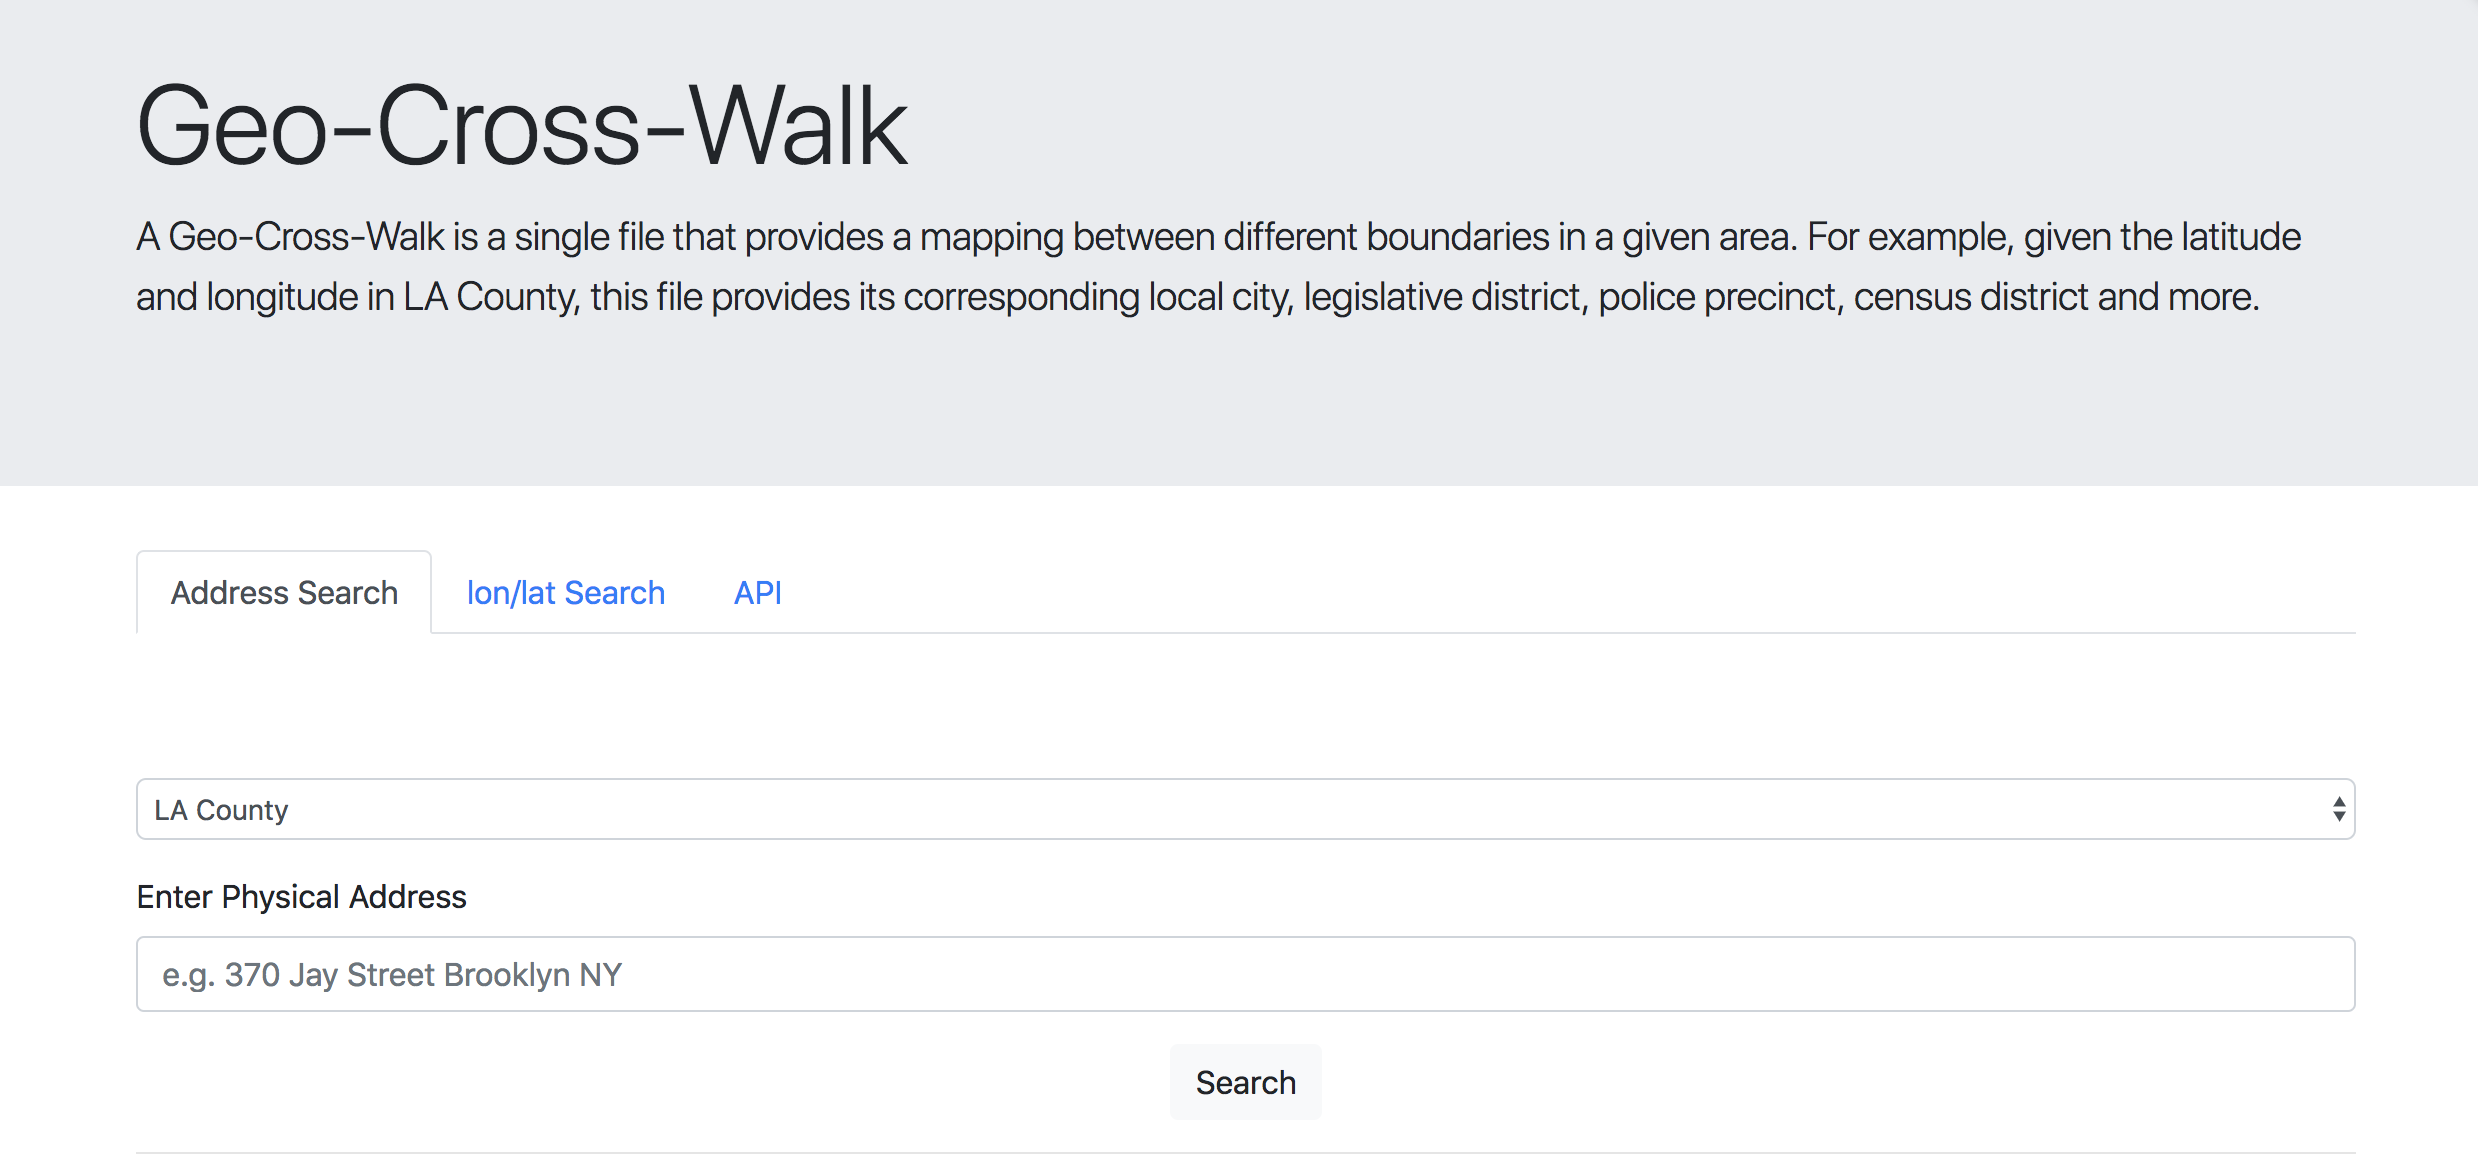 Geo-Cross-Walk
A Geo-Cross-Walk is a single file that provides a mapping between different boundaries in a given area. For example, given the latitude
and longitude in LA County, this file provides its corresponding local city, legislative district, police precinct, census district and more.
Address Search lon/lat Search API
LA County
Enter Physical Address
e.g. 370 Jay Street Brooklyn NY
Search